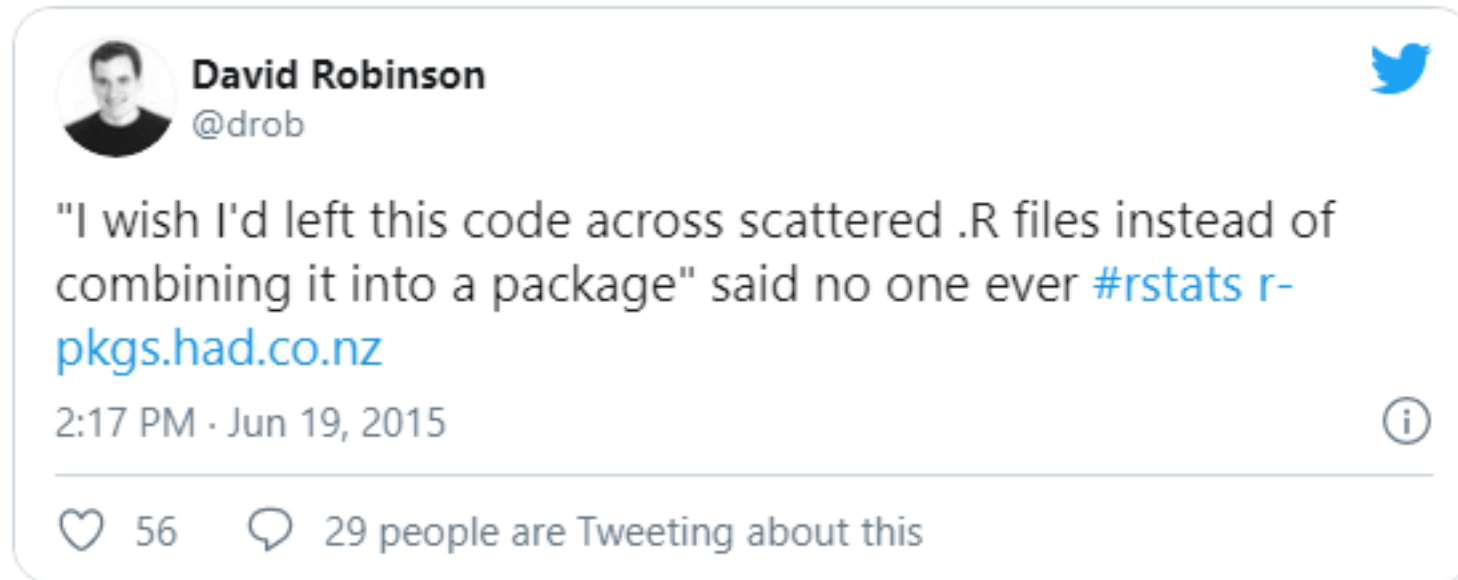 David Robinson
@drob
"I wish I'd left this code across scattered .R files instead of
combining it into a package" said no one ever #rstats r-
pkgs.had.co.nz
2:17 PM · Jun 19, 2015
56 29 people are Tweeting about this